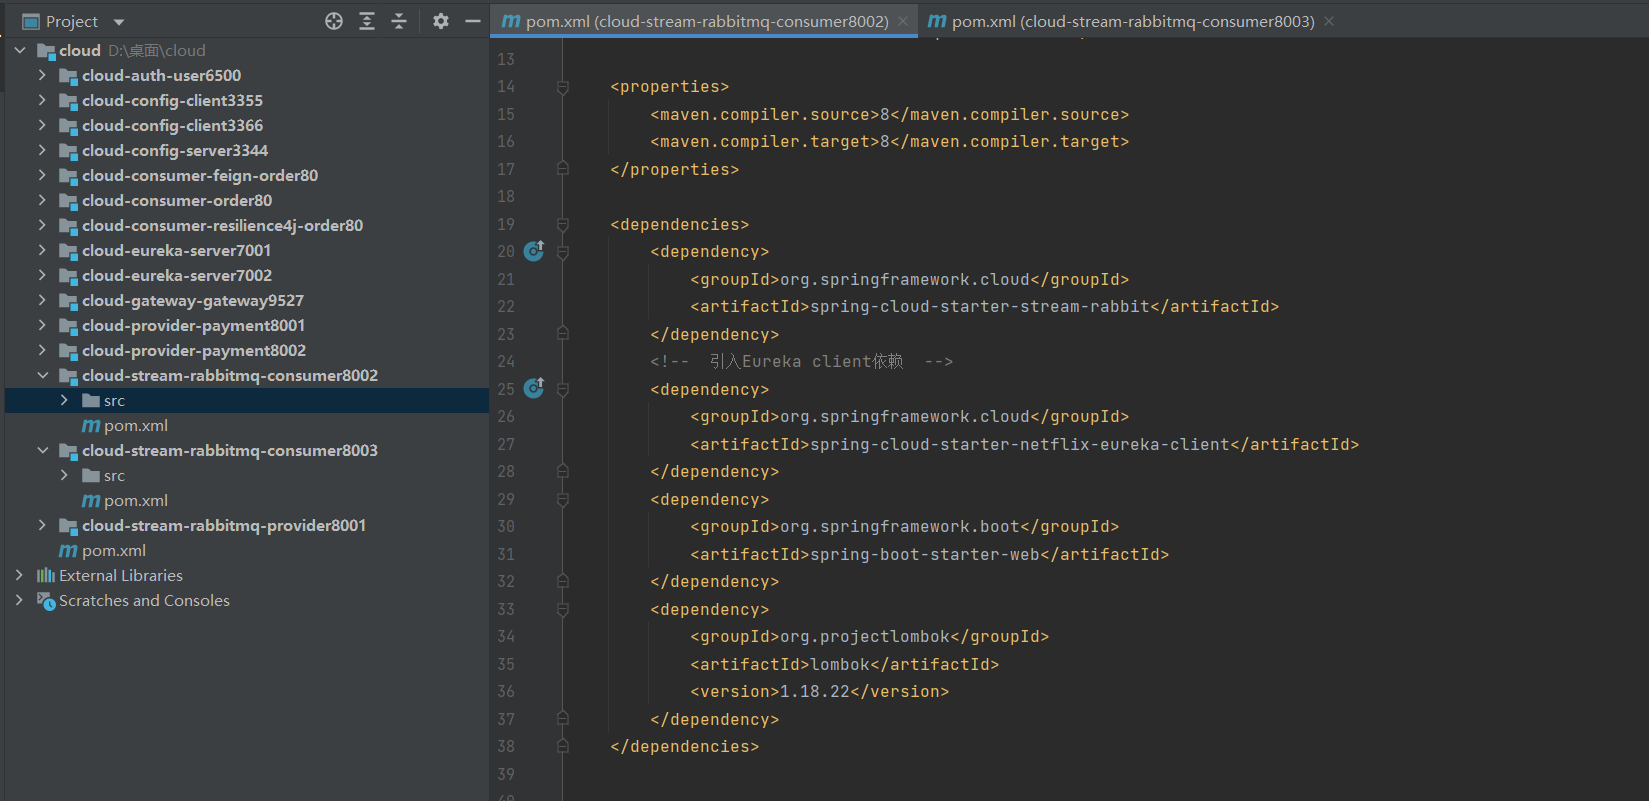 Project
cloud D:\桌面\cloud
cloud-auth-user6500
cloud-config-client3355
cloud-config-client3366
cloud-config-server3344
cloud-consumer-feign-order80
cloud-consumer-order80
cloud-consumer-resilience4j-order80
cloud-eureka-server7001
cloud-eureka-server7002
cloud-gateway-gateway9527
cloud-provider-payment8001
cloud-provider-payment8002
cloud-stream-rabbitmq-consumer8002
src
pom.xml
cloud-stream-rabbitmq-consumer8003
src
pom.xml
cloud-stream-rabbitmq-provider8001
pom.xml
External Libraries
Scratches and Consoles
pom.xml (cloud-stream-rabbitmq-consumer8002)
pom.xml (cloud-stream-rabbitmq-consumer8003)
13
14 <properties>
15 <maven.compiler.source>8</maven.compiler.source>
16 <maven.compiler.target>8</maven.compiler.target>
17 </properties>
18
19 <dependencies>
20 <dependency>
21 <groupId>org.springframework.cloud</groupId>
22 <artifactId>spring-cloud-starter-stream-rabbit</artifactId>
23 </dependency>
24 <!-- 引入Eureka client依赖 -->
25 <dependency>
26 <groupId>org.springframework.cloud</groupId>
27 <artifactId>spring-cloud-starter-netflix-eureka-client</artifactId>
28 </dependency>
29 <dependency>
30 <groupId>org.springframework.boot</groupId>
31 <artifactId>spring-boot-starter-web</artifactId>
32 </dependency>
33 <dependency>
34 <groupId>org.projectlombok</groupId>
35 <artifactId>lombok</artifactId>
36 <version>1.18.22</version>
37 </dependency>
38 </dependencies>
39